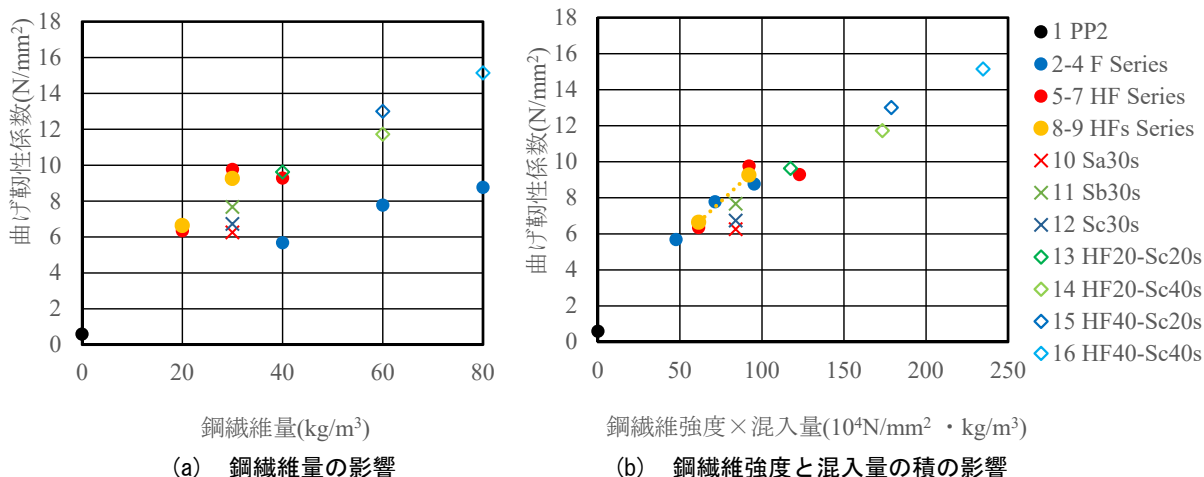 曲げ靭性係数(N/mm²)
18
16
14
12
10
8
6
4
2
0
0 20 40 60 80
鋼繊維量(kg/m³)
(a) 鋼繊維量の影響
曲げ靭性係数(N/mm²)
18
16
14
12
10
8
6
4
2
0
0 50 100 150 200 250
鋼繊維強度×混入量(10⁴N/mm² ・kg/m³)
(b) 鋼繊維強度と混入量の積の影響
1 PP2
2-4 F Series
5-7 HF Series
8-9 HFs Series
10 Sa30s
11 Sb30s
12 Sc30s
13 HF20-Sc20s
14 HF20-Sc40s
15 HF40-Sc20s
16 HF40-Sc40s